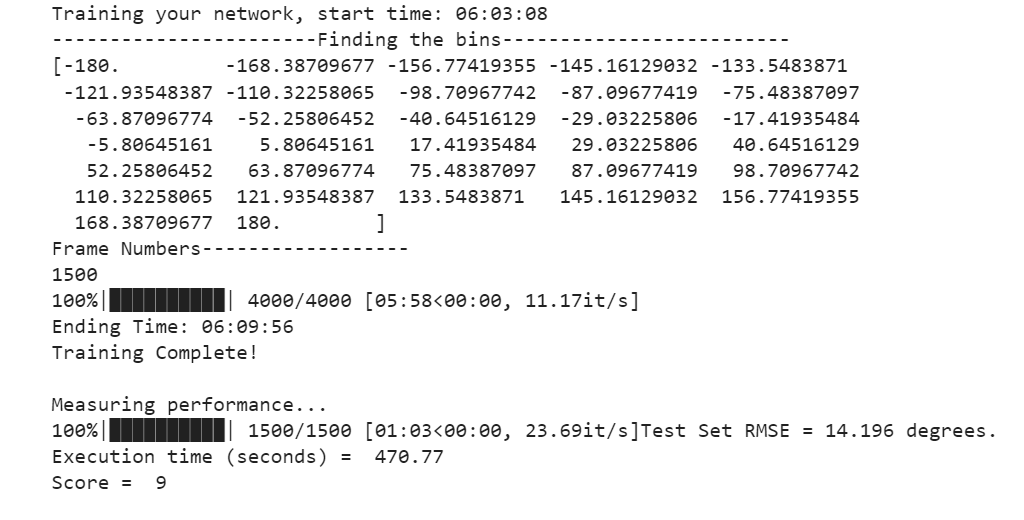 Training your network, start time: 06:03:08
-----------------------Finding the bins-------------------------
[-180.         -168.38709677 -156.77419355 -145.16129032 -133.5483871
 -121.93548387 -110.32258065  -98.70967742  -87.09677419  -75.48387097
  -63.87096774  -52.25806452  -40.64516129  -29.03225806  -17.41935484
   -5.80645161    5.80645161   17.41935484   29.03225806   40.64516129
   52.25806452   63.87096774   75.48387097   87.09677419   98.70967742
  110.32258065  121.93548387  133.5483871   145.16129032  156.77419355
  168.38709677  180.        ]
Frame Numbers------------------
1500
100%|██████████| 4000/4000 [05:58<00:00, 11.17it/s]
Ending Time: 06:09:56
Training Complete!

Measuring performance...
100%|██████████| 1500/1500 [01:03<00:00, 23.69it/s]Test Set RMSE = 14.196 degrees.
Execution time (seconds) =  470.77
Score =  9